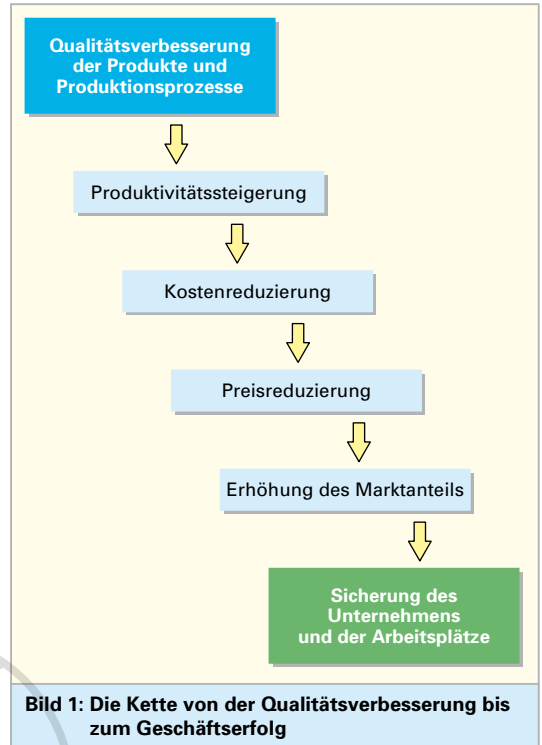 Qualitätsverbesserung
der Produkte und
Produktionsprozesse
Produktivitätssteigerung
Kostenreduzierung
Preisreduzierung
Erhöhung des Marktanteils
Sicherung des
Unternehmens
und der Arbeitsplätze
Bild 1: Die Kette von der Qualitätsverbesserung bis
zum Geschäftserfolg